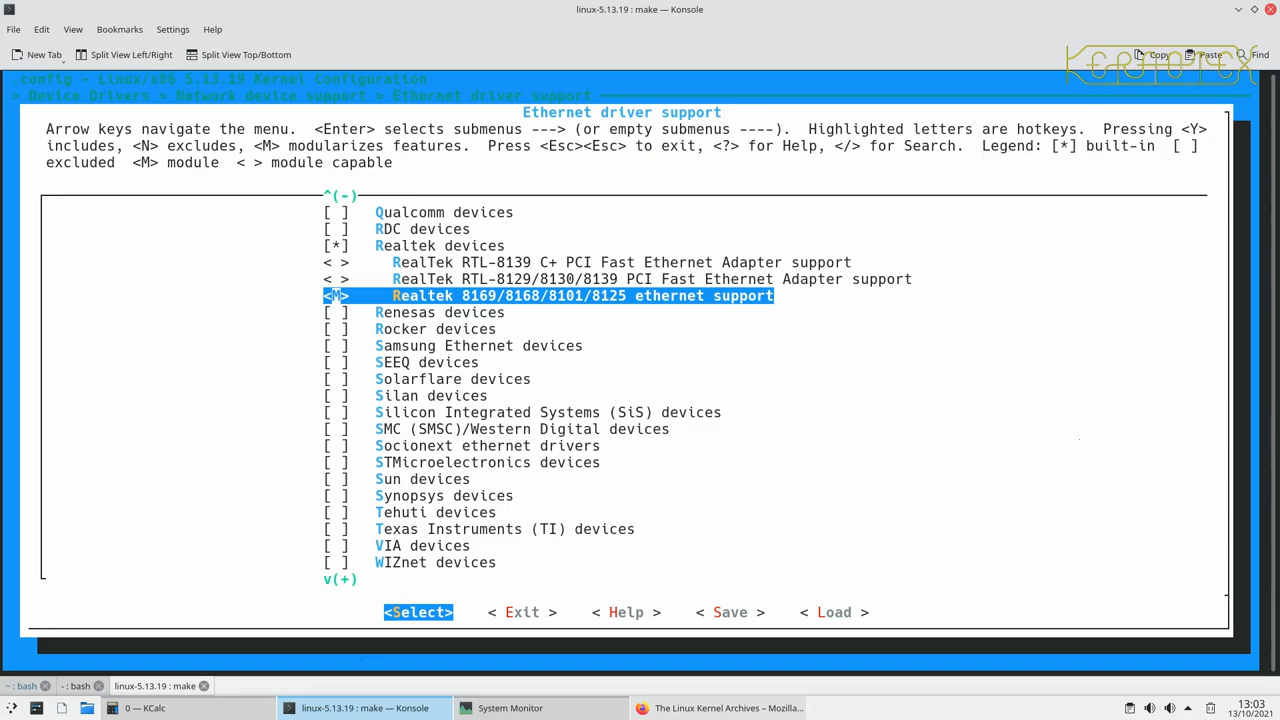 linux-5.13.19 : make — Konsole
File Edit View Bookmarks Settings Help
New Tab Split View Left/Right Split View Top/Bottom Copy Paste Find
KERNOTEX
.config - Linux/x86 5.13.19 Kernel Configuration
> Device Drivers > Network device support > Ethernet driver support
Ethernet driver support
Arrow keys navigate the menu. <Enter> selects submenus ---> (or empty submenus ----). Highlighted letters are hotkeys. Pressing <Y>
includes, <N> excludes, <M> modularizes features. Press <Esc><Esc> to exit, <?> for Help, </> for Search. Legend: [*] built-in [ ]
excluded <M> module < > module capable
^(-)
[ ] Qualcomm devices
[ ] RDC devices
[*] Realtek devices
< > RealTek RTL-8139 C+ PCI Fast Ethernet Adapter support
< > RealTek RTL-8129/8130/8139 PCI Fast Ethernet Adapter support
<M> Realtek 8169/8168/8101/8125 ethernet support
[ ] Renesas devices
[ ] Rocker devices
[ ] Samsung Ethernet devices
[ ] SEEQ devices
[ ] Solarflare devices
[ ] Silan devices
[ ] Silicon Integrated Systems (SiS) devices
[ ] SMC (SMSC)/Western Digital devices
[ ] Socionext ethernet drivers
[ ] STMicroelectronics devices
[ ] Sun devices
[ ] Synopsys devices
[ ] Tehuti devices
[ ] Texas Instruments (TI) devices
[ ] VIA devices
[ ] WIZnet devices
v(+)
<Select> < Exit > < Help > < Save > < Load >
~ : bash - : bash linux-5.13.19 : make
0 — KCalc linux-5.13.19 : make — Konsole System Monitor The Linux Kernel Archives – Mozilla...
13:03
13/10/2021